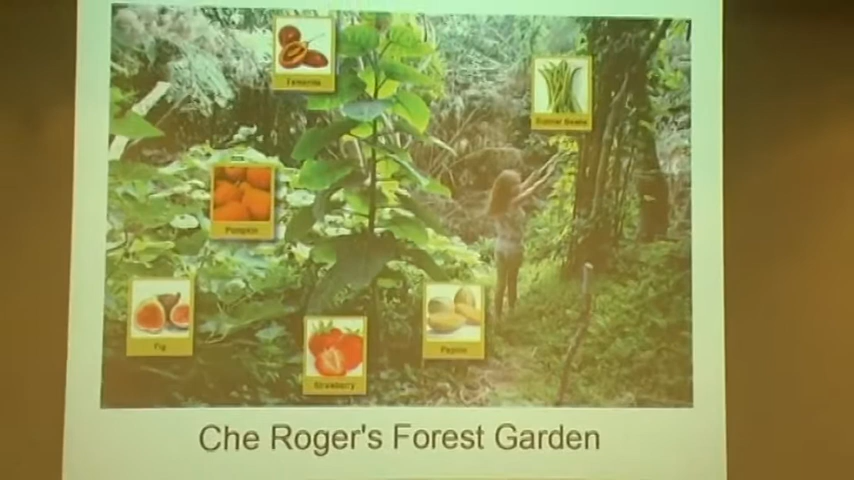 Tamarillo
Runner Beans
Pumpkin
Fig
Strawberry
Pepino
Che Roger's Forest Garden